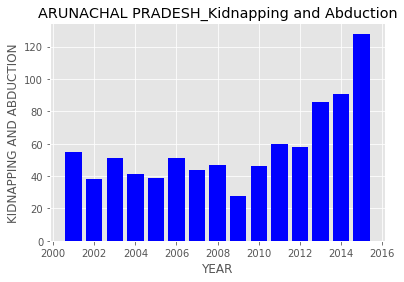 ARUNACHAL PRADESH_Kidnapping and Abduction
KIDNAPPING AND ABDUCTION
120
100
80
60
40
20
0
2000 2002 2004 2006 2008 2010 2012 2014 2016
YEAR